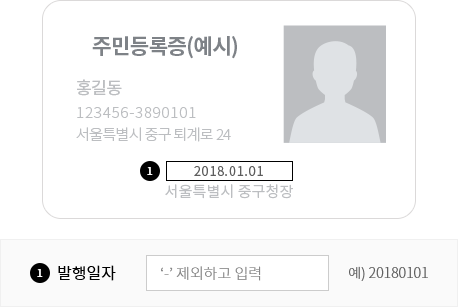 주민등록증(예시)
홍길동
123456-3890101
서울특별시 중구 퇴계로 24
1 2018.01.01
서울특별시 중구청장
1 발행일자 ‘-’ 제외하고 입력 예) 20180101